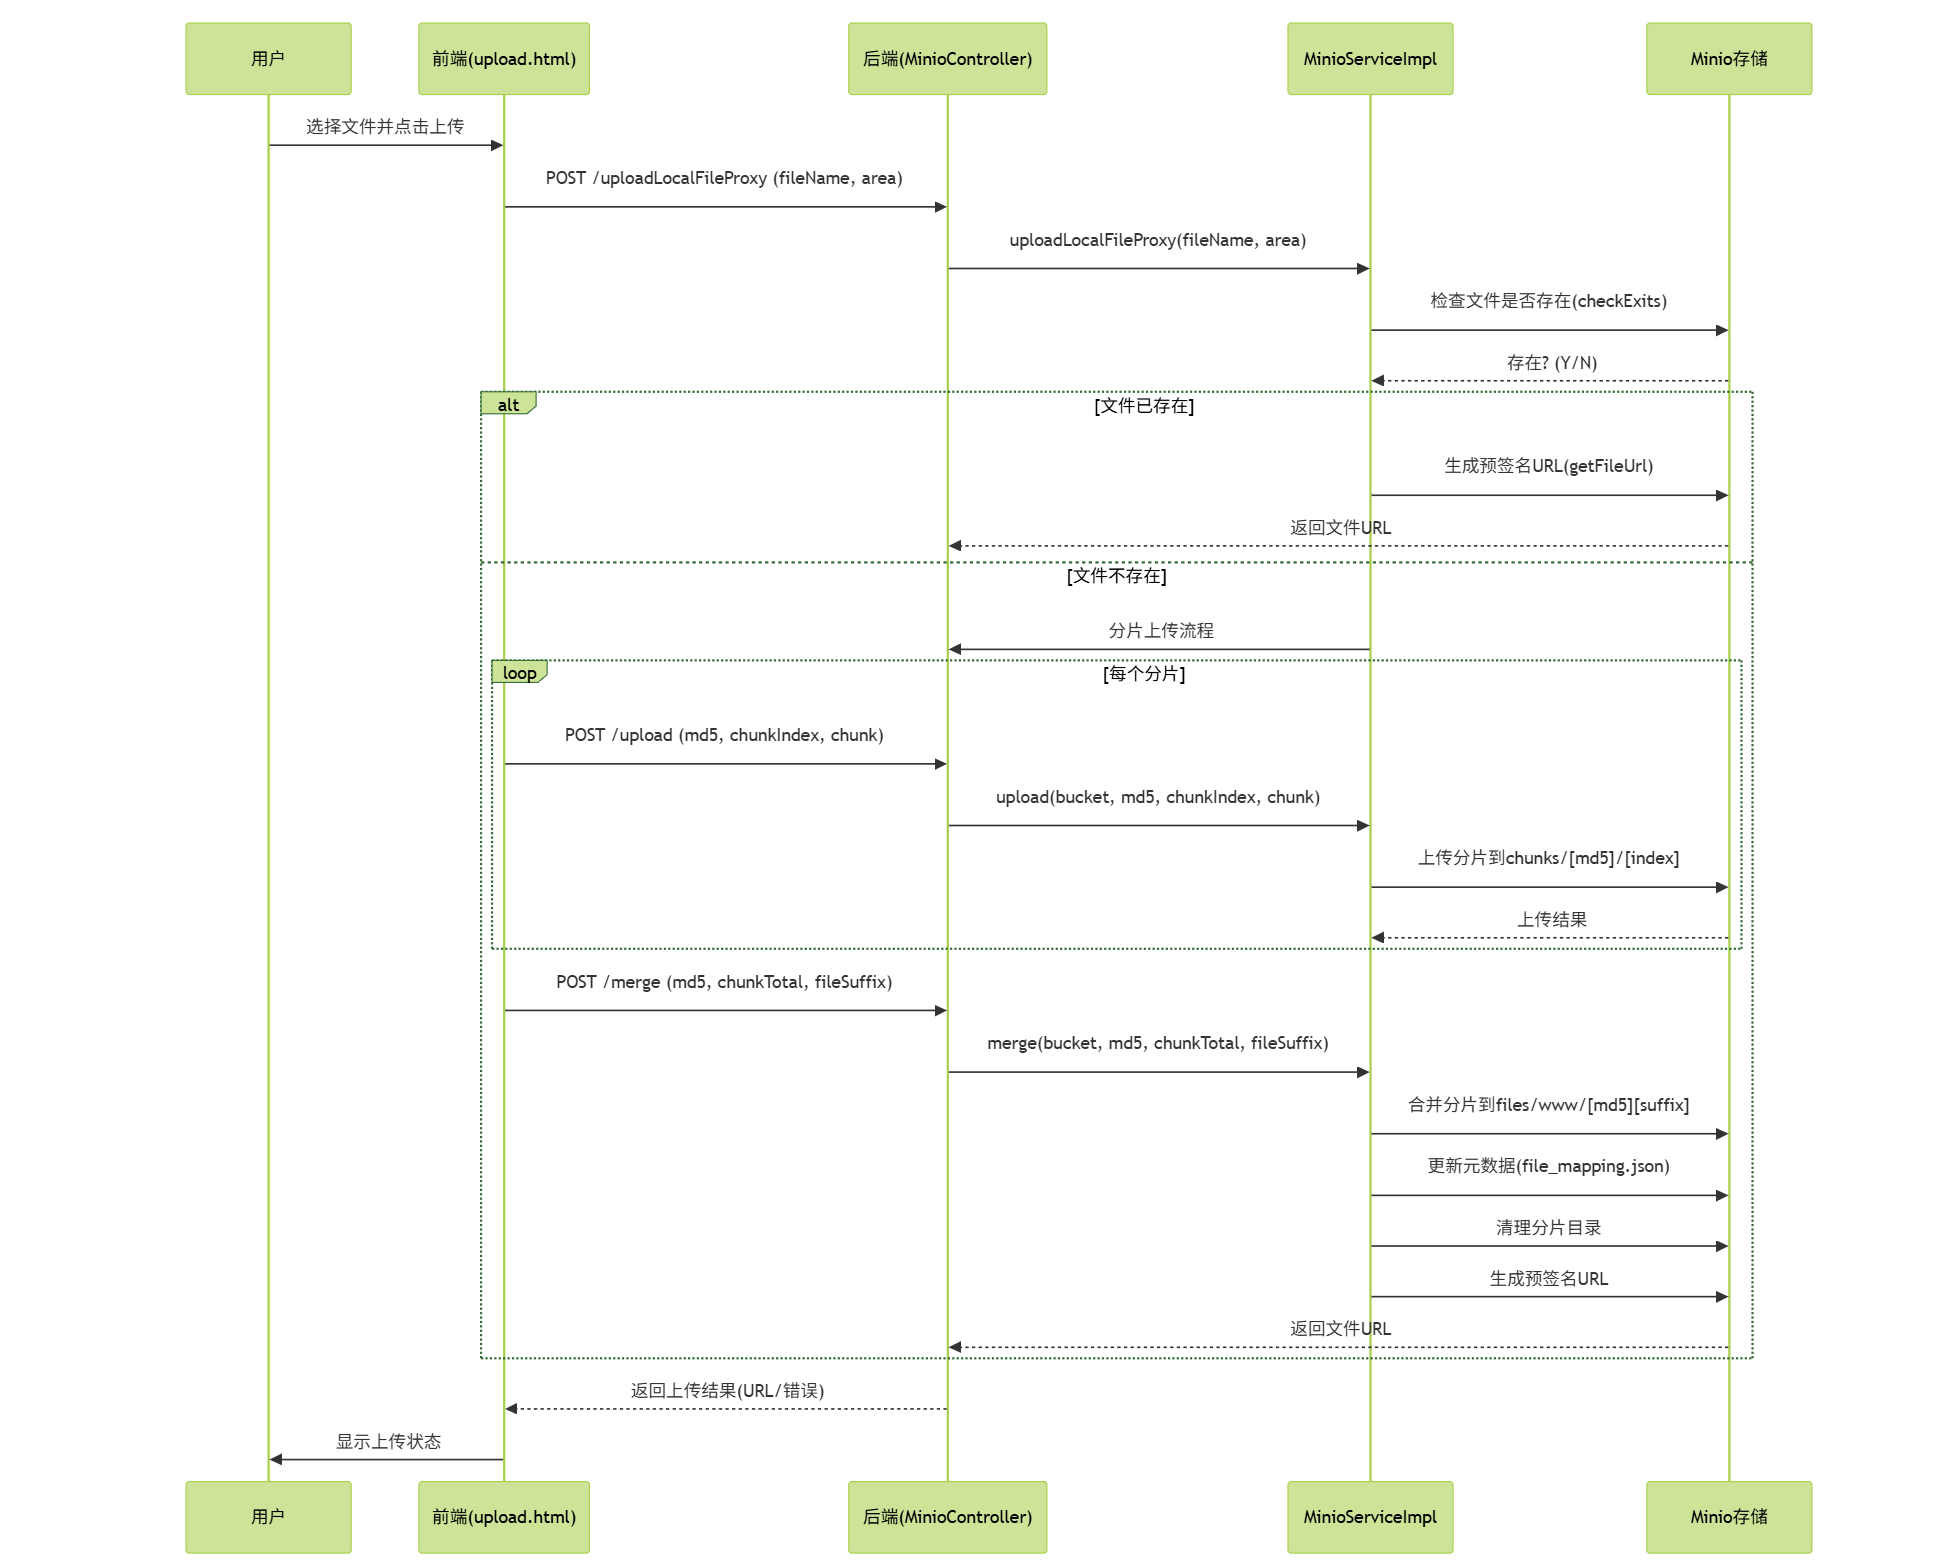 用户
前端(upload.html)
后端(MinioController)
MinioServiceImpl
Minio存储
选择文件并点击上传
POST /uploadLocalFileProxy (fileName, area)
uploadLocalFileProxy(fileName, area)
检查文件是否存在(checkExits)
存在? (Y/N)
alt
[文件已存在]
生成预签名URL(getFileUrl)
返回文件URL
[文件不存在]
分片上传流程
loop
[每个分片]
POST /upload (md5, chunkIndex, chunk)
upload(bucket, md5, chunkIndex, chunk)
上传分片到chunks/[md5]/[index]
上传结果
POST /merge (md5, chunkTotal, fileSuffix)
merge(bucket, md5, chunkTotal, fileSuffix)
合并分片到files/www/[md5][suffix]
更新元数据(file_mapping.json)
清理分片目录
生成预签名URL
返回文件URL
返回上传结果(URL/错误)
显示上传状态
用户
前端(upload.html)
后端(MinioController)
MinioServiceImpl
Minio存储